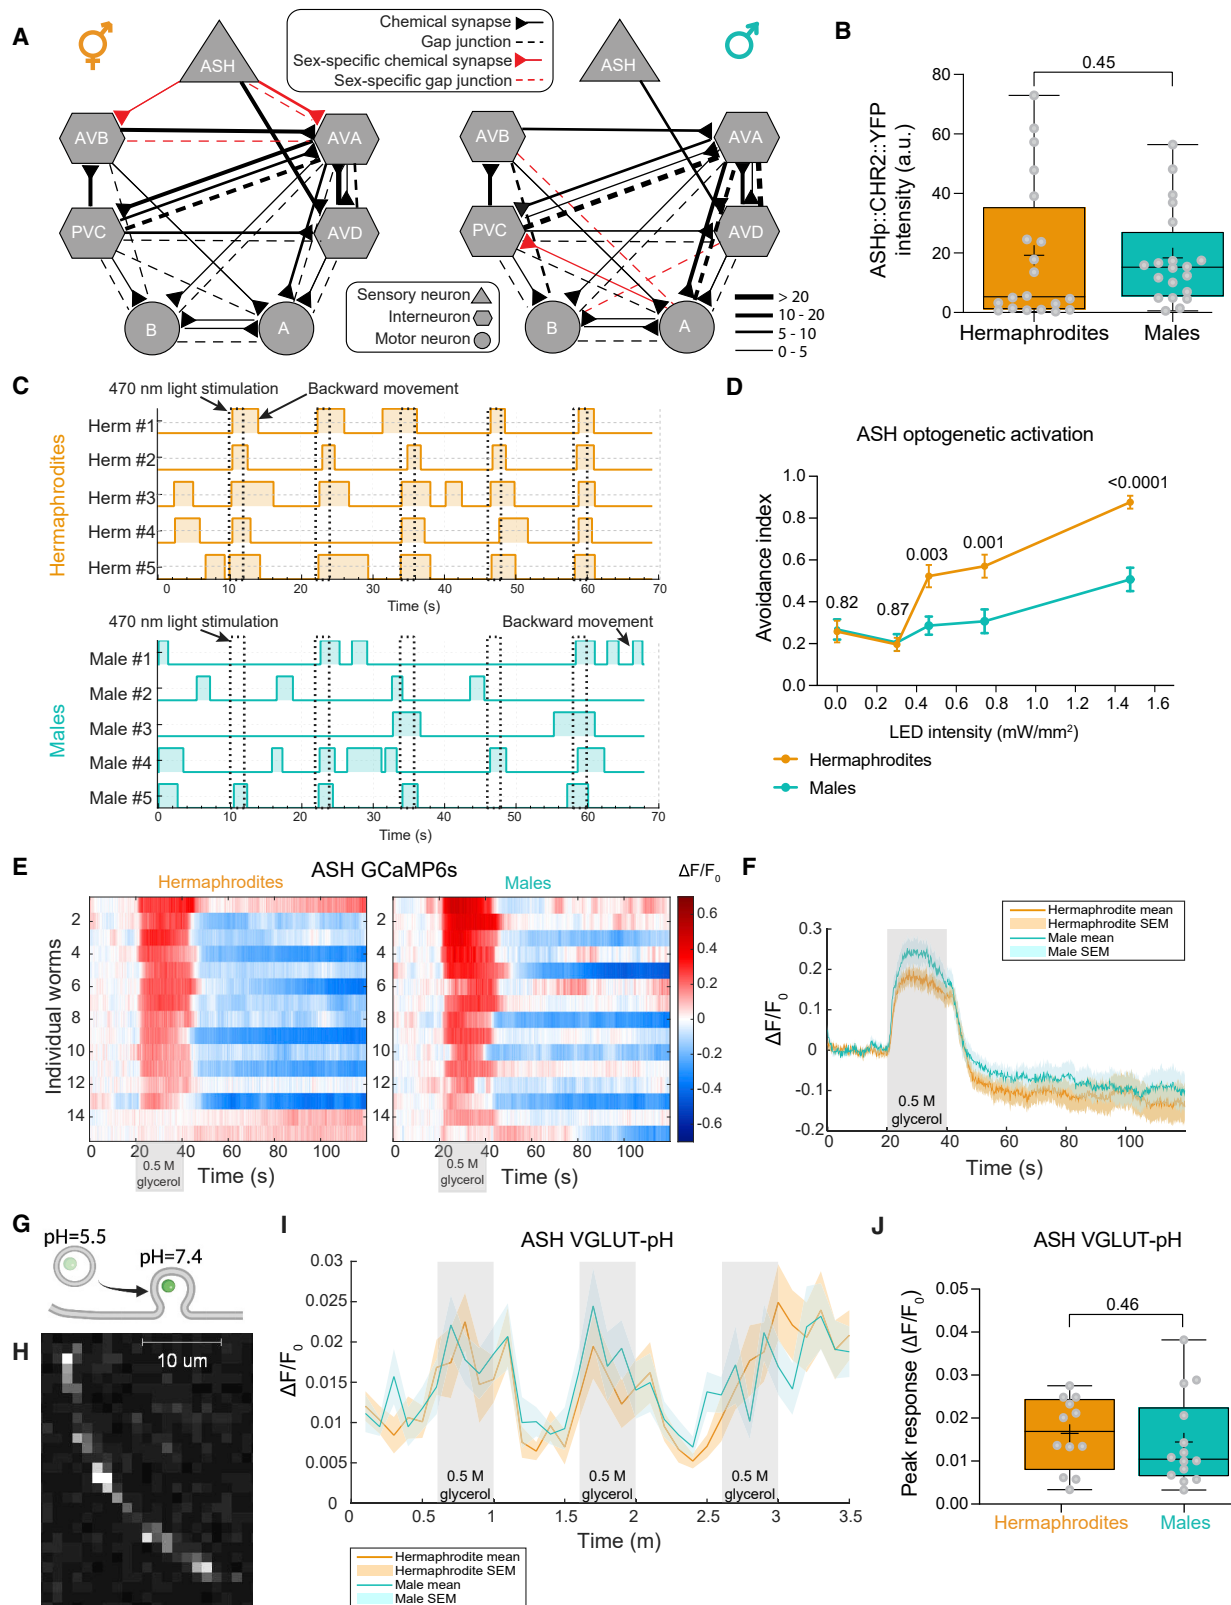 A
Chemical synapse
Gap junction
Sex-specific chemical synapse
Sex-specific gap junction
ASH
AVB
AVA
PVC
AVD
B
A
ASH
AVB
AVA
PVC
AVD
B
A
Sensory neuron
Interneuron
Motor neuron
> 20
10 - 20
5 - 10
0 - 5
B
ASHp::CHR2::YFP
intensity (a.u.)
80
60
40
20
0
0.45
Hermaphrodites
Males
C
470 nm light stimulation
Backward movement
Hermaphrodites
Herm #1
Herm #2
Herm #3
Herm #4
Herm #5
0 10 20 30 40 50 60 70
Time (s)
470 nm light stimulation
Backward movement
Males
Male #1
Male #2
Male #3
Male #4
Male #5
0 10 20 30 40 50 60 70
Time (s)
D
ASH optogenetic activation
Avoidance index
1.0
0.8
0.6
0.4
0.2
0.0
0.82
0.87
0.003
0.001
<0.0001
0.0 0.2 0.4 0.6 0.8 1.0 1.2 1.4 1.6
LED intensity (mW/mm²)
Hermaphrodites
Males
E
ASH GCaMP6s
Hermaphrodites
Males
ΔF/F₀
Individual worms
2
4
6
8
10
12
14
0 20 40 60 80 100
0.5 M
glycerol
Time (s)
2
4
6
8
10
12
14
0 20 40 60 80 100
0.5 M
glycerol
Time (s)
0.6
0.4
0.2
0
-0.2
-0.4
-0.6
F
Hermaphrodite mean
Hermaphrodite SEM
Male mean
Male SEM
ΔF/F₀
0.3
0.2
0.1
0
-0.1
-0.2
0.5 M
glycerol
0 20 40 60 80 100
Time (s)
G
pH=5.5
pH=7.4
H
10 um
I
ASH VGLUT-pH
ΔF/F₀
0.03
0.025
0.02
0.015
0.01
0.005
0
0.5 M
glycerol
0.5 M
glycerol
0.5 M
glycerol
0 0.5 1 1.5 2 2.5 3 3.5
Time (m)
Hermaphrodite mean
Hermaphrodite SEM
Male mean
Male SEM
J
ASH VGLUT-pH
Peak response (ΔF/F₀)
0.05
0.04
0.03
0.02
0.01
0.00
0.46
Hermaphrodites
Males